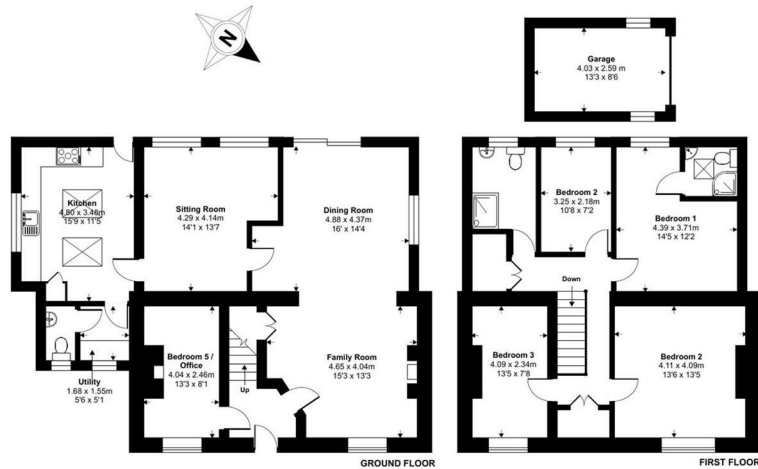 N
Garage
4.03 x 2.59 m
13'3 x 8'6
Kitchen
4.80 x 3.48m
15'9 x 11'5
Sitting Room
4.29 x 4.14m
14'1 x 13'7
Dining Room
4.88 x 4.37m
16' x 14'4
Bedroom 2
3.25 x 2.18m
10'8 x 7'2
Bedroom 1
4.39 x 3.71m
14'5 x 12'2
Down
Bedroom 5 /
Office
4.04 x 2.46m
13'3 x 8'1
Up
Family Room
4.65 x 4.04m
15'3 x 13'3
Bedroom 3
4.09 x 2.34m
13'5 x 7'8
Bedroom 2
4.11 x 4.09m
13'6 x 13'5
Utility
1.68 x 1.55m
5'6 x 5'1
GROUND FLOOR
FIRST FLOOR